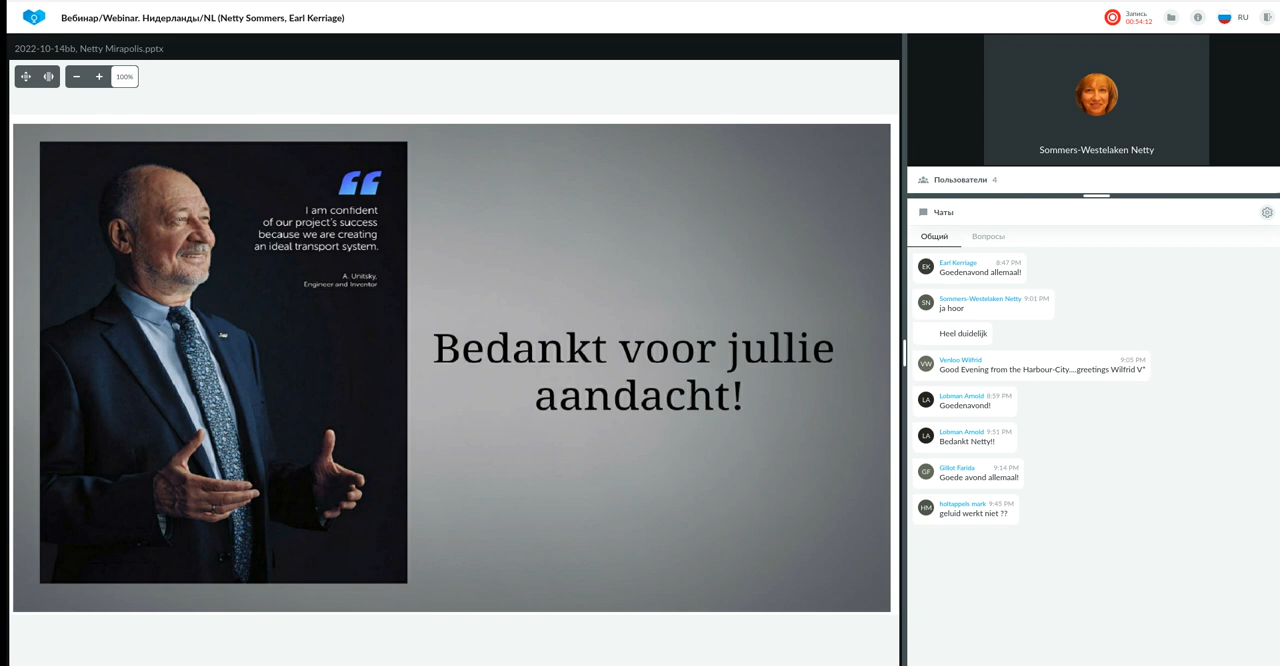 Вебинар/Webinar. Нидерланды/NL (Netty Sommers, Earl Kerriage)
Запись
00:54:12
RU
2022-10-14bb, Netty Mirapolis.pptx
100%
I am confident
of our project's success
because we are creating
an ideal transport system.
A. Unitsky,
Engineer and Inventor
Bedankt voor jullie
aandacht!
Sommers-Westelaken Netty
Пользователи 4
Чаты
Общий Вопросы
EK Earl Kerriage 8:47 PM
Goedenavond allemaal!
SN Sommers-Westelaken Netty 9:01 PM
ja hoor
Heel duidelijk
VW Venloo Wilfrid 9:05 PM
Good Evening from the Harbour-City....greetings Wilfrid V"
LA Lobman Arnold 8:59 PM
Goedenavond!
LA Lobman Arnold 9:51 PM
Bedankt Netty!!
GF Gillot Farida 9:14 PM
Goede avond allemaal!
HM holtappels mark 9:45 PM
geluid werkt niet ??